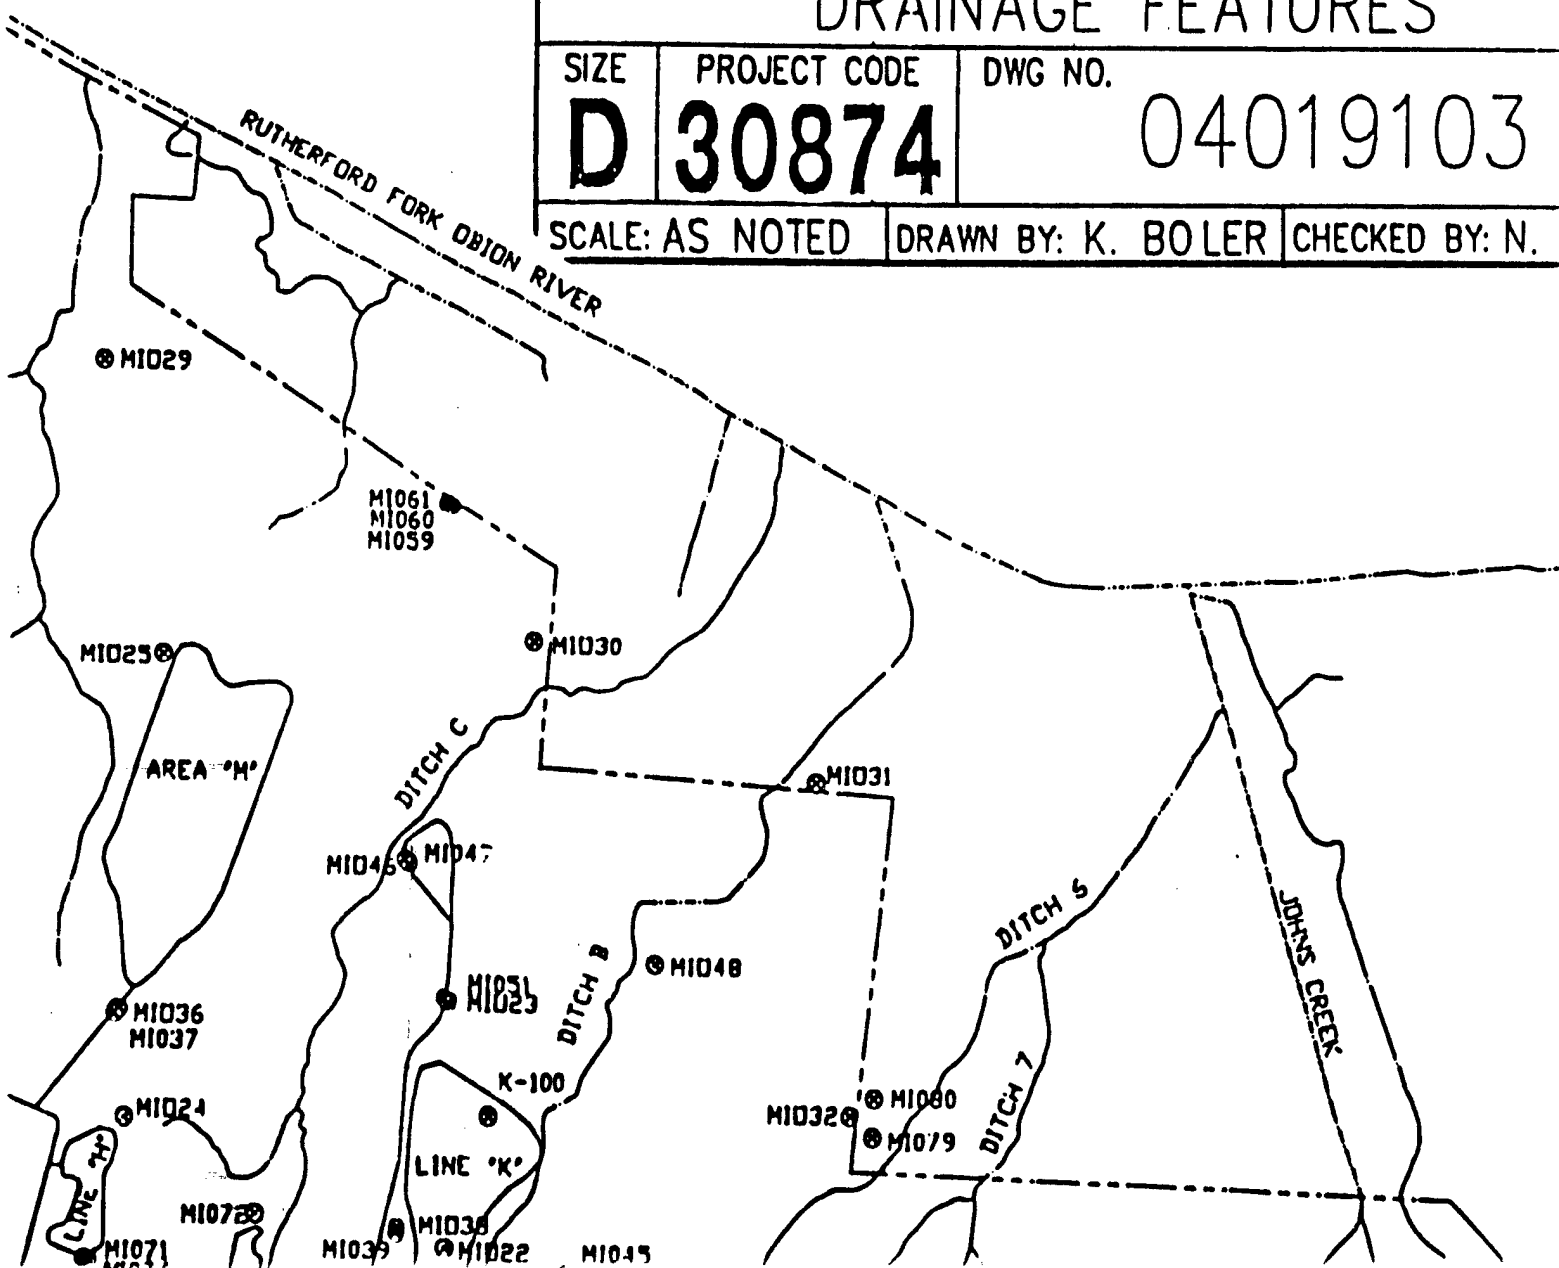 DRAINAGE FEATURES
SIZE
D
PROJECT CODE
30874
DWG NO.
04019103
SCALE: AS NOTED
DRAWN BY: K. BOLER
CHECKED BY: N.
RUTHERFORD FORK OBION RIVER
MI029
MI061
MI060
MI059
MI025
MI030
AREA "M"
DITCH C
MI031
MI046
MI047
DITCH 5
JOHNS CREEK
DITCH B
MI048
MI051
MI023
MI036
MI037
K-100
DITCH 7
MI024
MI080
MI032
MI079
LINE "H"
LINE "K"
MI072
MI038
MI039
MI022
MI045
MI071